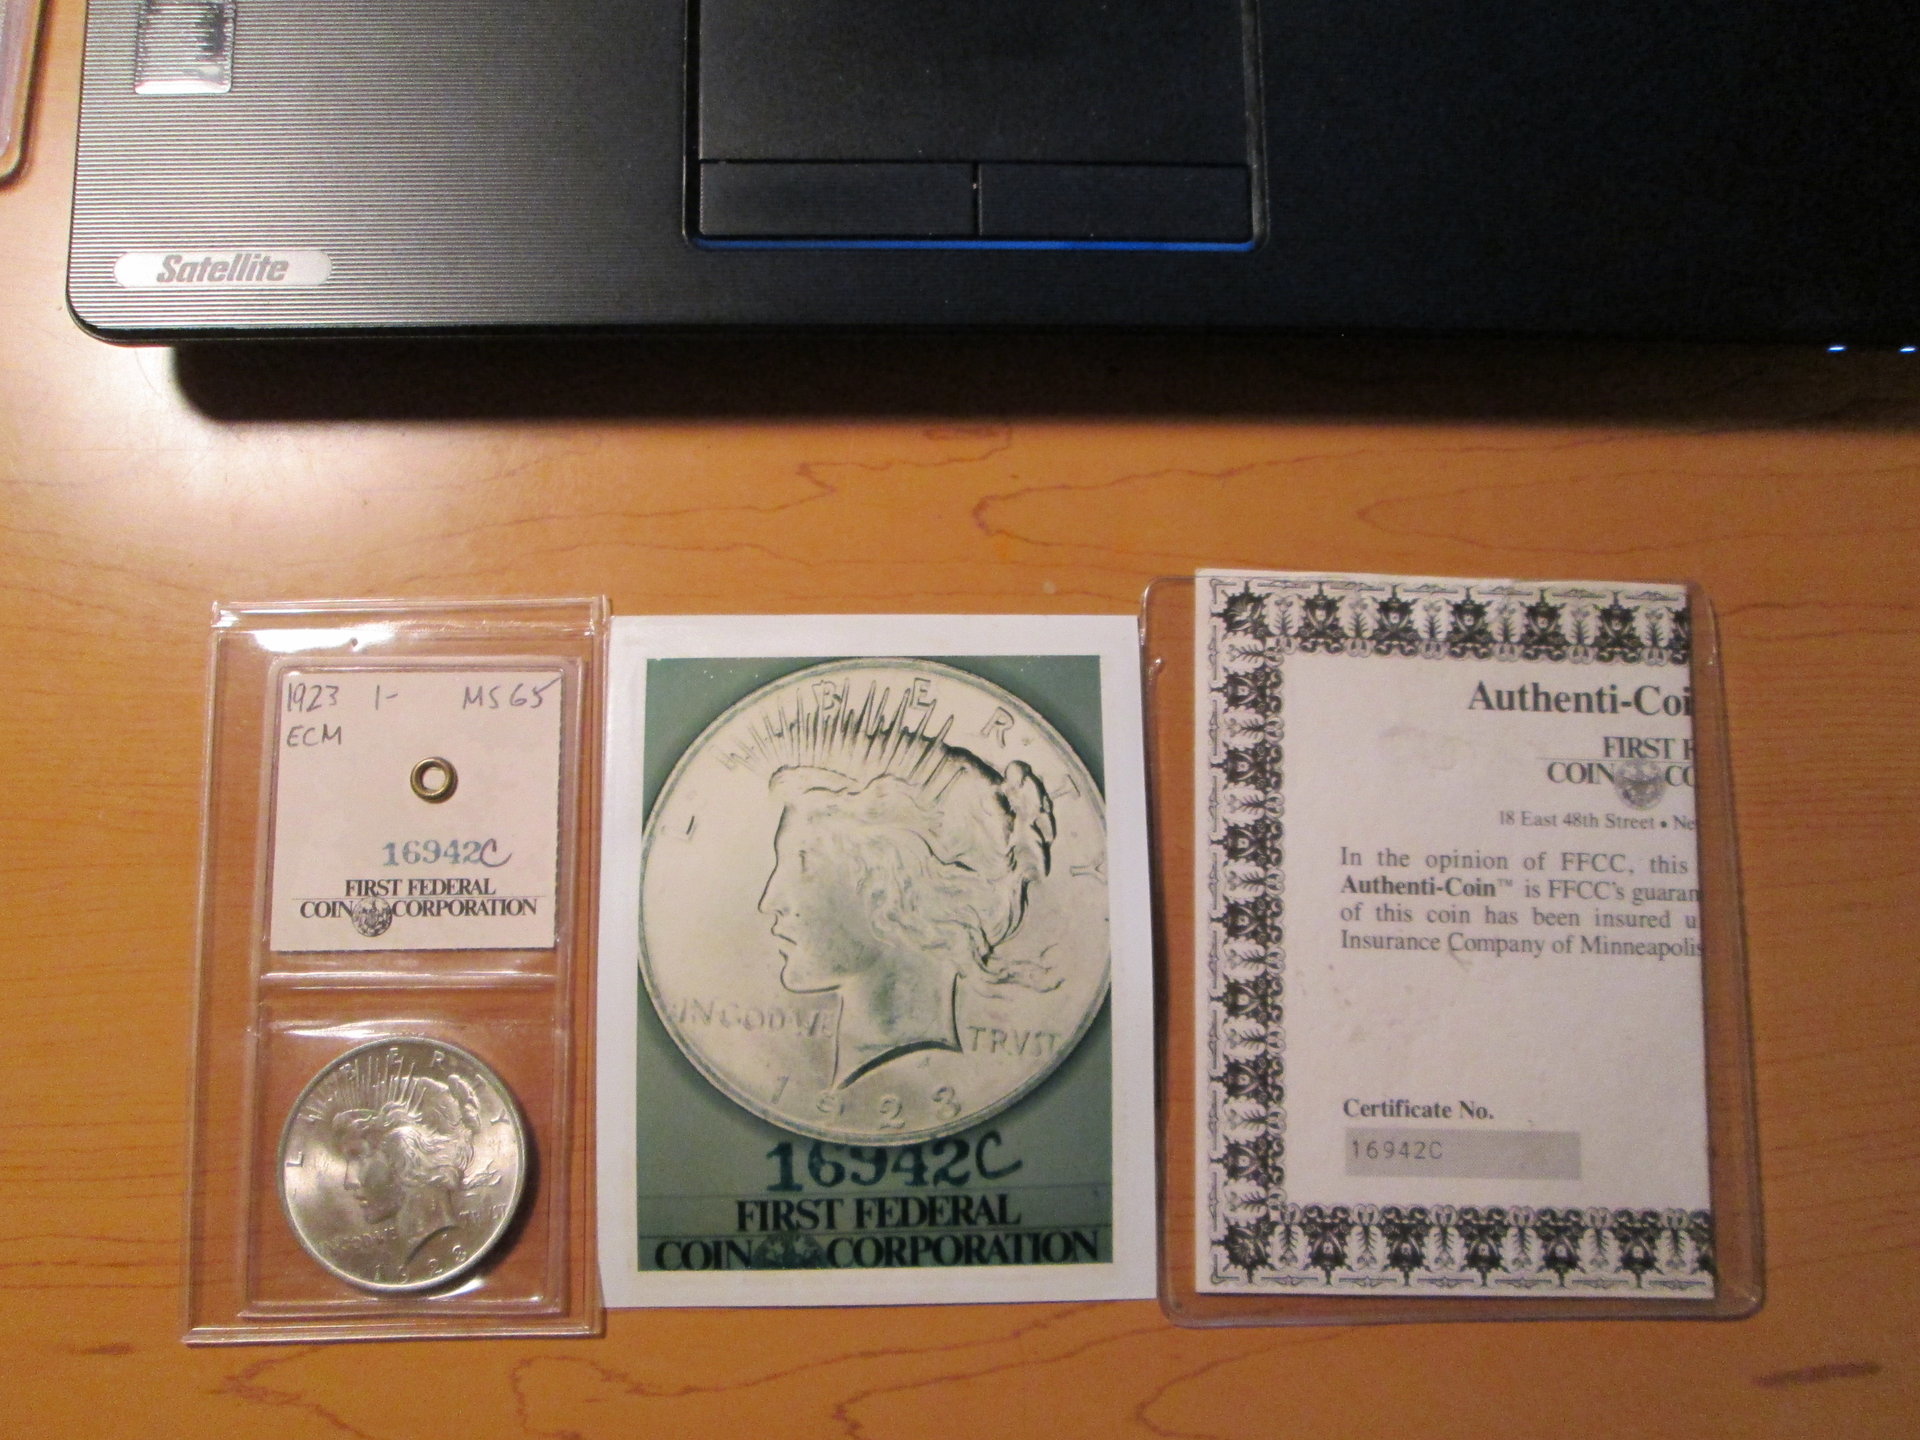 Satellite
1923 1- MS65
ECM
16942C
FIRST FEDERAL
COIN CORPORATION
LIBERTY
IN GOD WE TRVST
1923
LIBERTY
IN GOD WE TRVST
1923
16942C
FIRST FEDERAL
COIN CORPORATION
Authenti-Coi
FIRST F
COIN CO
18 East 48th Street • Ne
In the opinion of FFCC, this
Authenti-Coin™ is FFCC's guaran
of this coin has been insured u
Insurance Company of Minneapolis
Certificate No.
16942C